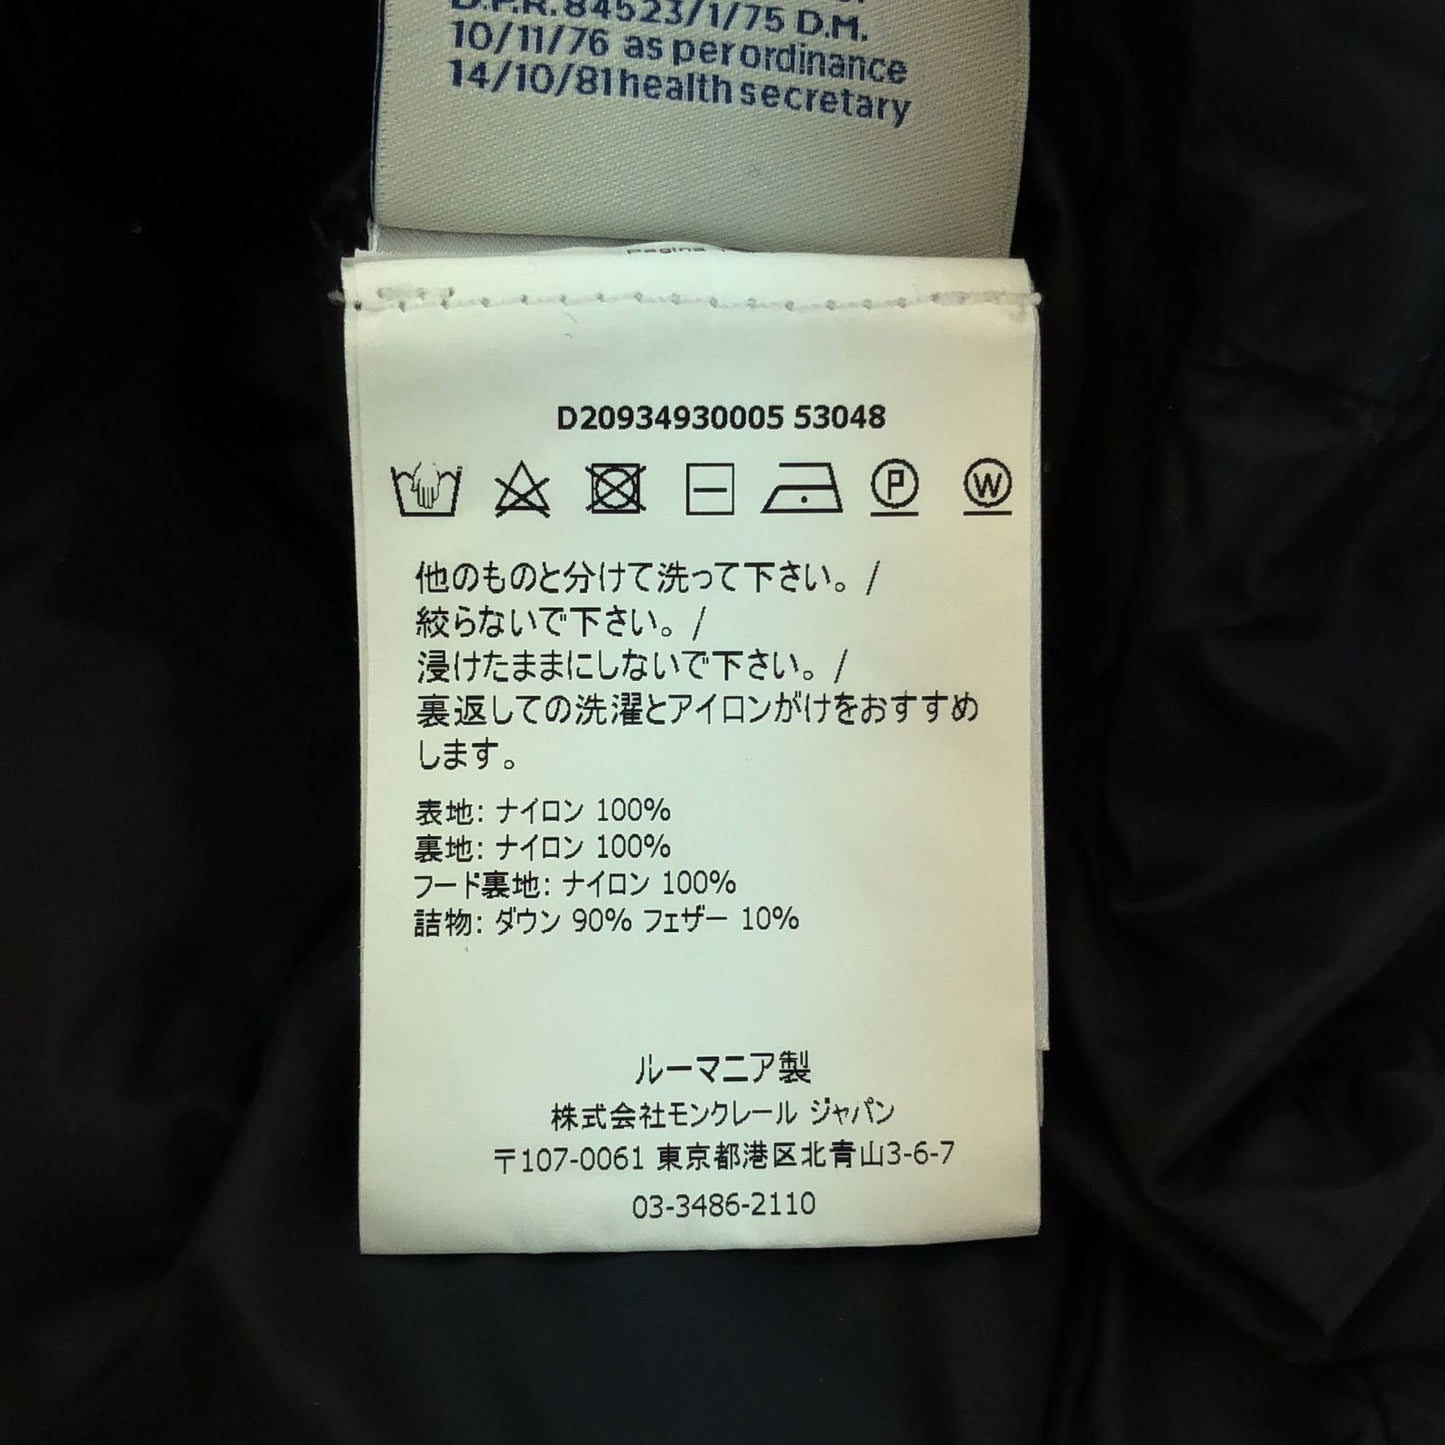 D.P.R. 84523/1/75 D.M.
10/11/76 as per ordinance
14/10/81 health secretary
Pagina
D20934930005 53048
P
W
他のものと分けて洗って下さい。/
絞らないで下さい。/
浸けたままにしないで下さい。/
裏返しての洗濯とアイロンがけをおすすめ
します。
表地: ナイロン 100%
裏地: ナイロン 100%
フード裏地: ナイロン 100%
詰物: ダウン 90% フェザー 10%
ルーマニア製
株式会社モンクレール ジャパン
〒107-0061 東京都港区北青山3-6-7
03-3486-2110